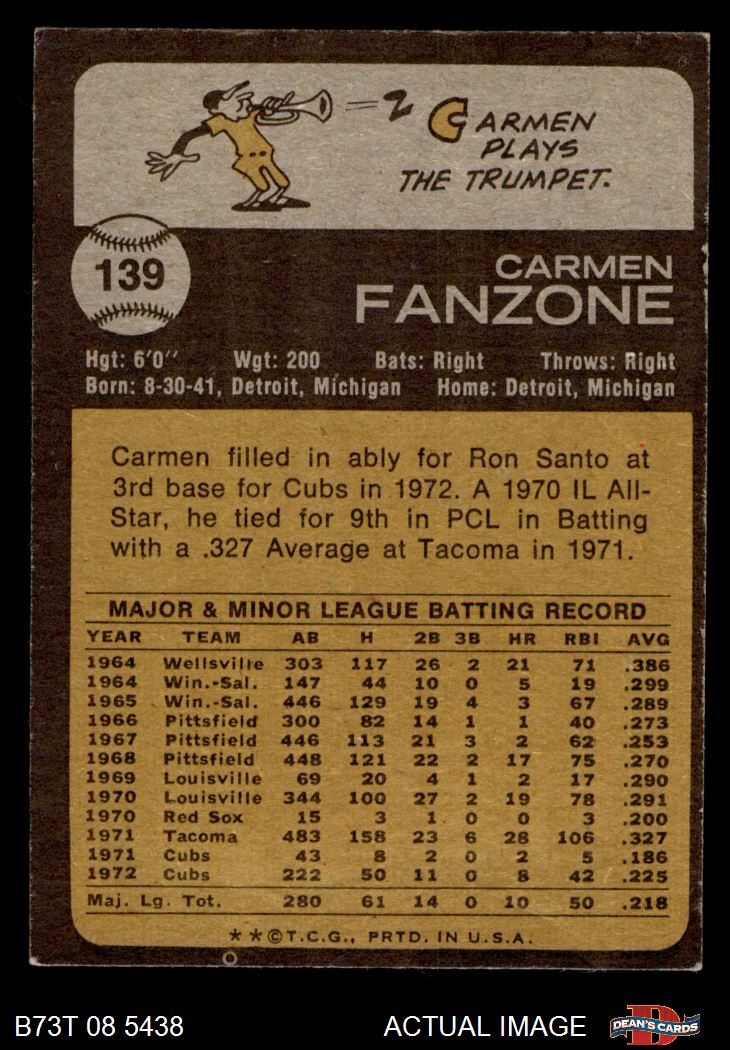 CARMEN
PLAYS
THE TRUMPET.
139
CARMEN
FANZONE
Hgt: 6'0" Wgt: 200 Bats: Right Throws: Right
Born: 8-30-41, Detroit, Michigan Home: Detroit, Michigan
Carmen filled in ably for Ron Santo at
3rd base for Cubs in 1972. A 1970 IL All-
Star, he tied for 9th in PCL in Batting
with a .327 Average at Tacoma in 1971.
MAJOR & MINOR LEAGUE BATTING RECORD
YEAR TEAM AB H 2B 3B HR RBI AVG
1964 Wellsville 303 117 26 2 21 71 .386
1964 Win.-Sal. 147 44 10 0 5 19 .299
1965 Win.-Sal. 446 129 19 4 3 67 .289
1966 Pittsfield 300 82 14 1 1 40 .273
1967 Pittsfield 446 113 21 3 2 62 .253
1968 Pittsfield 448 121 22 2 17 75 .270
1969 Louisville 69 20 4 1 2 17 .290
1970 Louisville 344 100 27 2 19 78 .291
1970 Red Sox 15 3 1 0 0 3 .200
1971 Tacoma 483 158 23 6 28 106 .327
1971 Cubs 43 8 2 0 2 5 .186
1972 Cubs 222 50 11 0 8 42 .225
Maj. Lg. Tot. 280 61 14 0 10 50 .218
**©T.C.G., PRTD. IN U.S.A.
B73T 08 5438 ACTUAL IMAGE DEAN'S CARDS